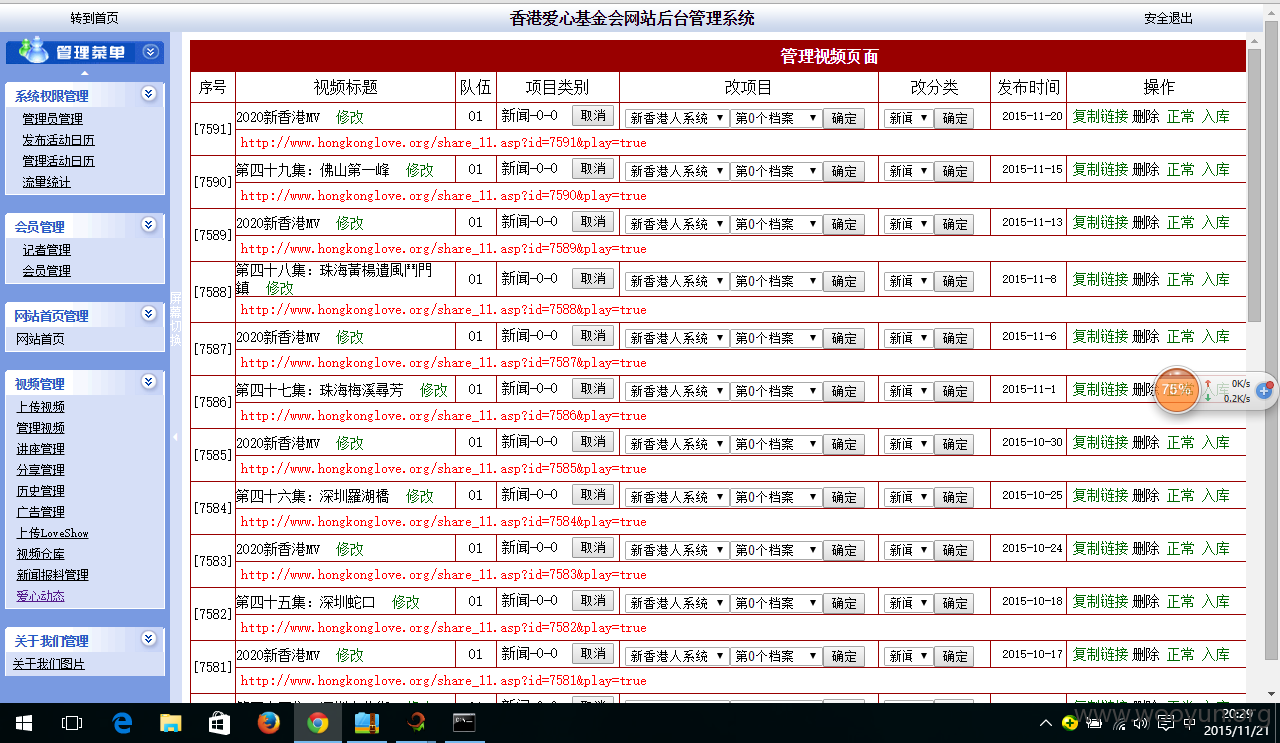 转到首页 香港爱心基金会网站后台管理系统 安全退出
管理菜单
系统权限管理
管理员管理
发布活动日历
管理活动日历
流量统计
会员管理
记者管理
会员管理
网站首页管理
网站首页
视频管理
上传视频
管理视频
讲座管理
分享管理
历史管理
广告管理
上传LoveShow
视频仓库
新闻报料管理
爱心动态
关于我们管理
关于我们图片
屏幕切换
管理视频页面
序号 视频标题 队伍 项目类别 改项目 改分类 发布时间 操作
[7591] 2020新香港MV 修改 01 新闻-0-0 取消 新香港人系统 第0个档案 确定 新闻 确定 2015-11-20 复制链接 删除 正常 入库
http://www.hongkonglove.org/share_11.asp?id=7591&play=true
[7590] 第四十九集：佛山第一峰 修改 01 新闻-0-0 取消 新香港人系统 第0个档案 确定 新闻 确定 2015-11-15 复制链接 删除 正常 入库
http://www.hongkonglove.org/share_11.asp?id=7590&play=true
[7589] 2020新香港MV 修改 01 新闻-0-0 取消 新香港人系统 第0个档案 确定 新闻 确定 2015-11-13 复制链接 删除 正常 入库
http://www.hongkonglove.org/share_11.asp?id=7589&play=true
[7588] 第四十八集：珠海黃楊遺風鬥門
鎮 修改 01 新闻-0-0 取消 新香港人系统 第0个档案 确定 新闻 确定 2015-11-8 复制链接 删除 正常 入库
http://www.hongkonglove.org/share_11.asp?id=7588&play=true
[7587] 2020新香港MV 修改 01 新闻-0-0 取消 新香港人系统 第0个档案 确定 新闻 确定 2015-11-6 复制链接 删除 正常 入库
http://www.hongkonglove.org/share_11.asp?id=7587&play=true
[7586] 第四十七集：珠海梅溪尋芳 修改 01 新闻-0-0 取消 新香港人系统 第0个档案 确定 新闻 确定 2015-11-1 复制链接 删除 入库
75% 0K/s
0.2K/s
http://www.hongkonglove.org/share_11.asp?id=7586&play=true
[7585] 2020新香港MV 修改 01 新闻-0-0 取消 新香港人系统 第0个档案 确定 新闻 确定 2015-10-30 复制链接 删除 正常 入库
http://www.hongkonglove.org/share_11.asp?id=7585&play=true
[7584] 第四十六集：深圳羅湖橋 修改 01 新闻-0-0 取消 新香港人系统 第0个档案 确定 新闻 确定 2015-10-25 复制链接 删除 正常 入库
http://www.hongkonglove.org/share_11.asp?id=7584&play=true
[7583] 2020新香港MV 修改 01 新闻-0-0 取消 新香港人系统 第0个档案 确定 新闻 确定 2015-10-24 复制链接 删除 正常 入库
http://www.hongkonglove.org/share_11.asp?id=7583&play=true
[7582] 第四十五集：深圳蛇口 修改 01 新闻-0-0 取消 新香港人系统 第0个档案 确定 新闻 确定 2015-10-18 复制链接 删除 正常 入库
http://www.hongkonglove.org/share_11.asp?id=7582&play=true
[7581] 2020新香港MV 修改 01 新闻-0-0 取消 新香港人系统 第0个档案 确定 新闻 确定 2015-10-17 复制链接 删除 正常 入库
http://www.hongkonglove.org/share_11.asp?id=7581&play=true
www.wooyun.org
中 20:29
2015/11/21